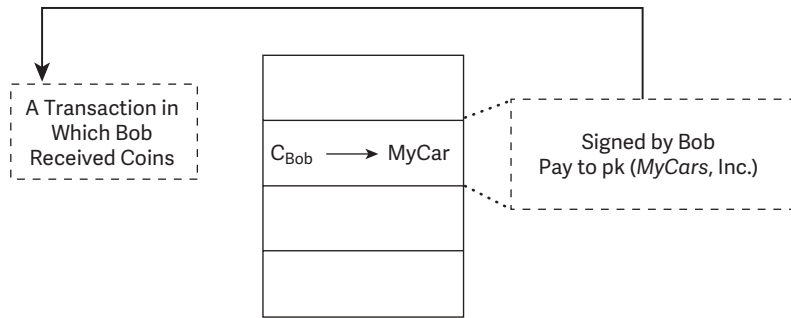 A Transaction in
Which Bob
Received Coins
C_Bob → MyCar
Signed by Bob
Pay to pk (MyCars, Inc.)